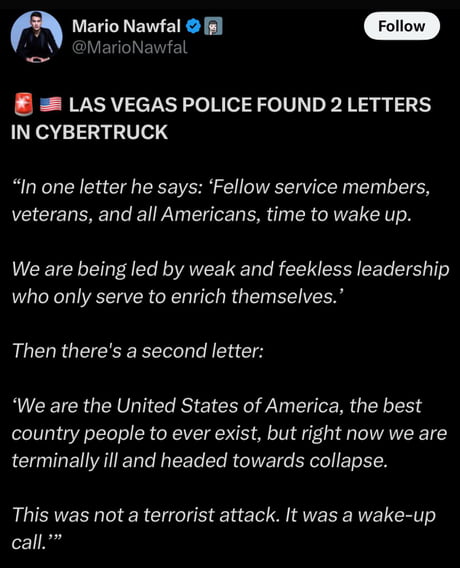 Mario Nawfal
@MarioNawfal
Follow
🚨 🇺🇸 LAS VEGAS POLICE FOUND 2 LETTERS
IN CYBERTRUCK
“In one letter he says: ‘Fellow service members,
veterans, and all Americans, time to wake up.
We are being led by weak and feekless leadership
who only serve to enrich themselves.’
Then there's a second letter:
‘We are the United States of America, the best
country people to ever exist, but right now we are
terminally ill and headed towards collapse.
This was not a terrorist attack. It was a wake-up
call.’”